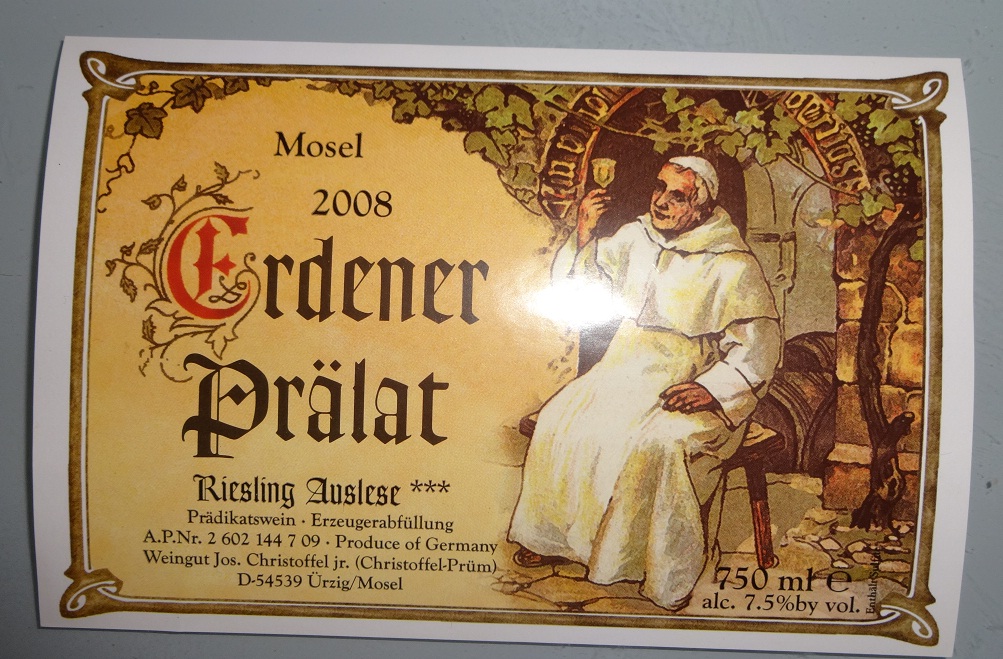 Mosel
2008
Erdener
Prälat
Riesling Auslese ***
Prädikatswein · Erzeugerabfüllung
A.P.Nr. 2 602 144 7 09 · Produce of Germany
Weingut Jos. Christoffel jr. (Christoffel-Prüm)
D-54539 Ürzig/Mosel
750 ml ℮
alc. 7.5%by vol.